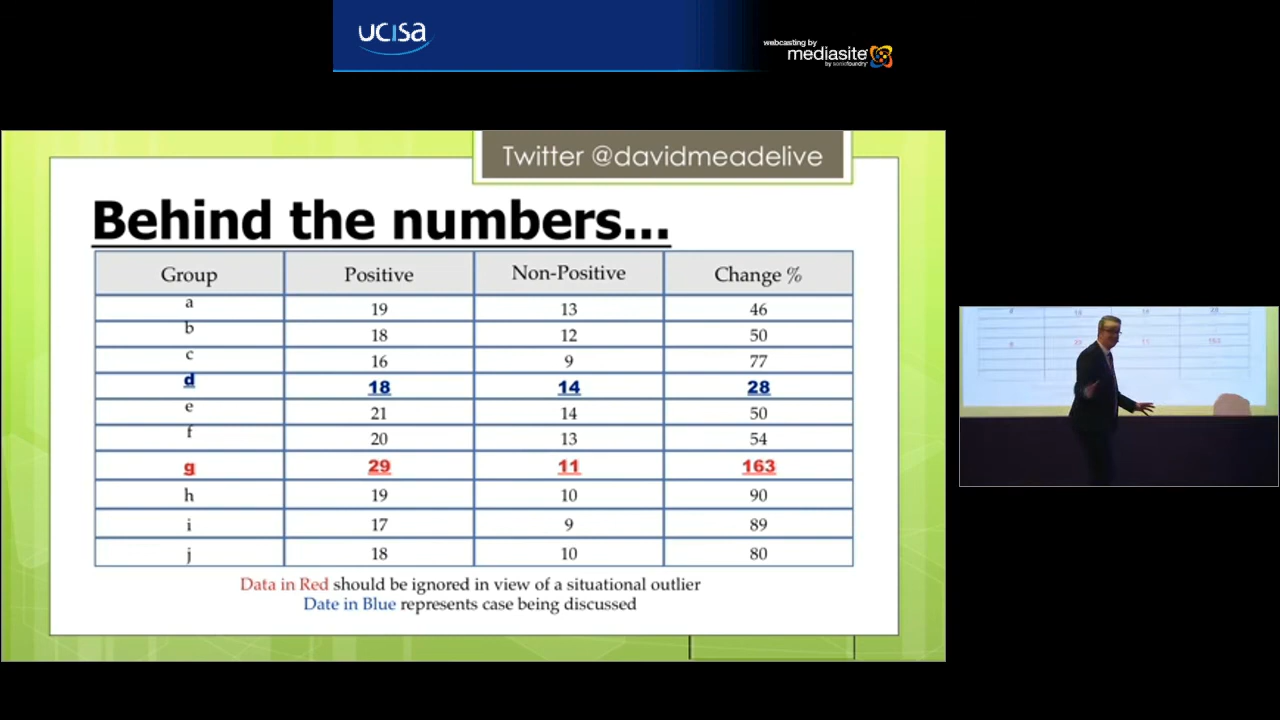 ucisa
webcasting by
mediasite
by sonicfoundry
Twitter @davidmeadelive
Behind the numbers...
Group Positive Non-Positive Change %
a 19 13 46
b 18 12 50
c 16 9 77
d 18 14 28
e 21 14 50
f 20 13 54
g 29 11 163
h 19 10 90
i 17 9 89
j 18 10 80
Data in Red should be ignored in view of a situational outlier
Date in Blue represents case being discussed